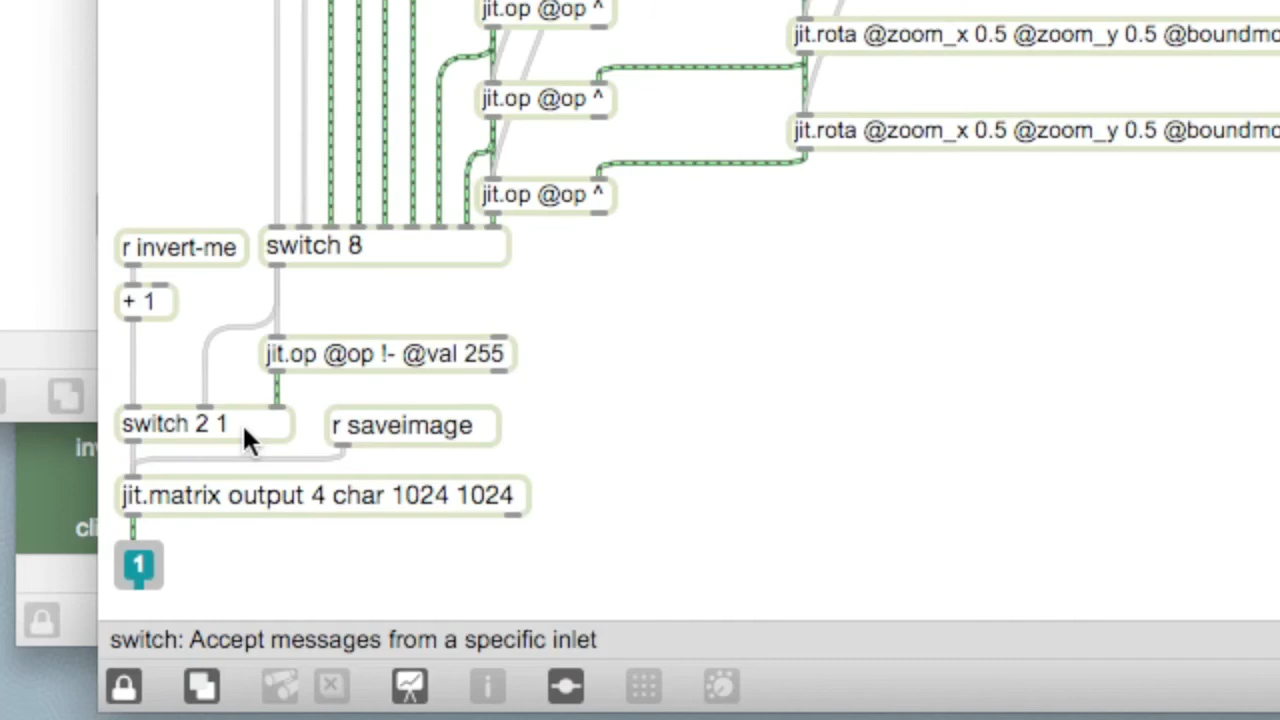 jit.op @op ^
jit.rota @zoom_x 0.5 @zoom_y 0.5 @boundmo
jit.op @op ^
jit.rota @zoom_x 0.5 @zoom_y 0.5 @boundmo
jit.op @op ^
r invert-me
switch 8
+ 1
jit.op @op !- @val 255
switch 2 1
r saveimage
inv
jit.matrix output 4 char 1024 1024
cli
1
switch: Accept messages from a specific inlet